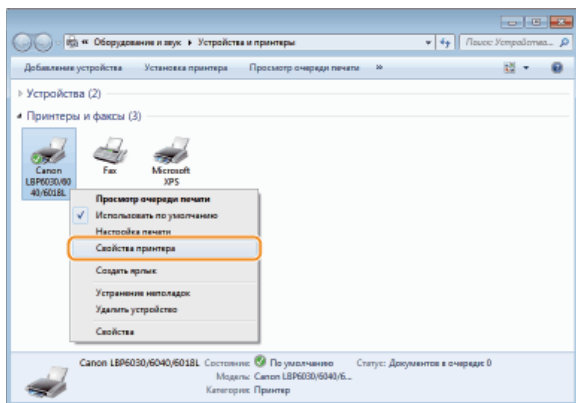 « Оборудование и звук ▸ Устройства и принтеры
Поиск: Устройства...
Добавление устройства Установка принтера Просмотр очереди печати »
Устройства (2)
Принтеры и факсы (3)
Canon LBP6030/60 40/6018L
Fax
Microsoft XPS
Просмотр очереди печати
Использовать по умолчанию
Настройка печати
Свойства принтера
Создать ярлык
Устранение неполадок
Удалить устройство
Свойства
Canon LBP6030/6040/6018L Состояние: По умолчанию Статус: Документов в очереди: 0
Модель: Canon LBP6030/6040/6...
Категория: Принтер